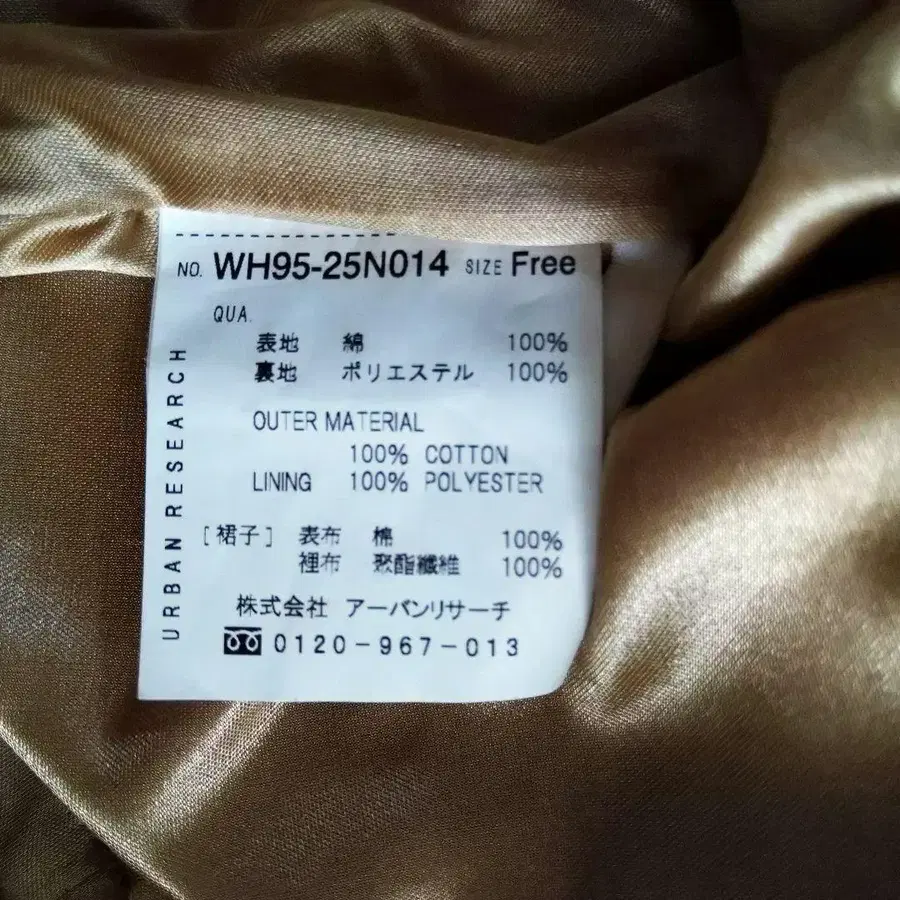 NO. WH95-25N014 SIZE Free
QUA.
表地 綿 100%
裏地 ポリエステル 100%
OUTER MATERIAL
100% COTTON
LINING 100% POLYESTER
[裙子] 表布 棉 100%
裡布 聚酯纖維 100%
株式会社 アーバンリサーチ
0120-967-013
URBAN RESEARCH